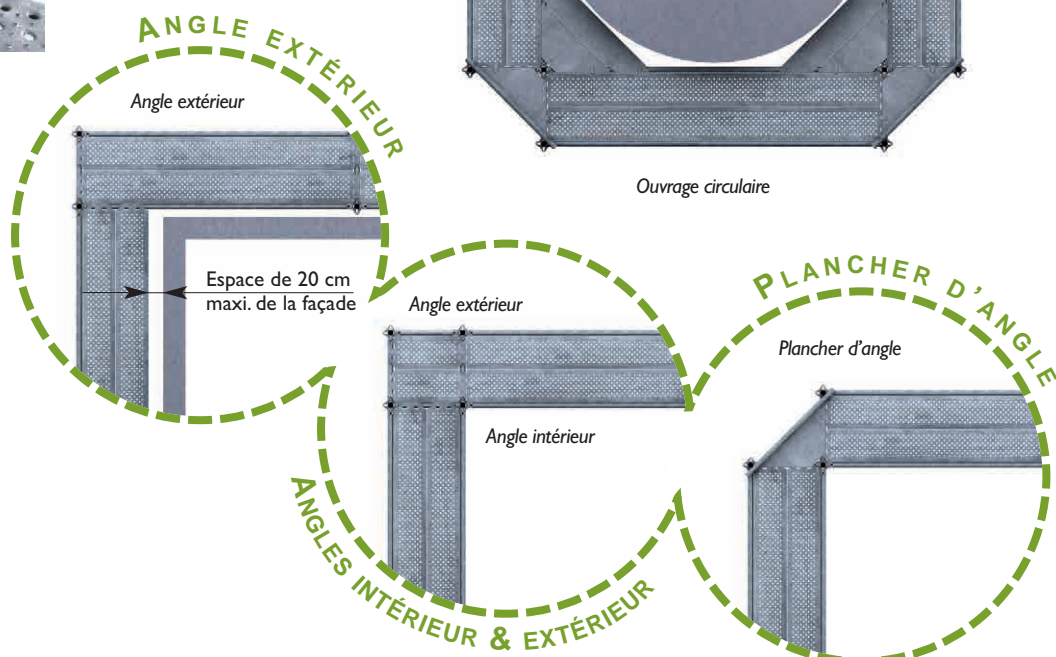 ANGLE EXTÉRIEUR
Angle extérieur
Ouvrage circulaire
Espace de 20 cm
maxi. de la façade
Angle extérieur
Angle intérieur
ANGLES INTÉRIEUR & EXTÉRIEUR
PLANCHER D'ANGLE
Plancher d'angle